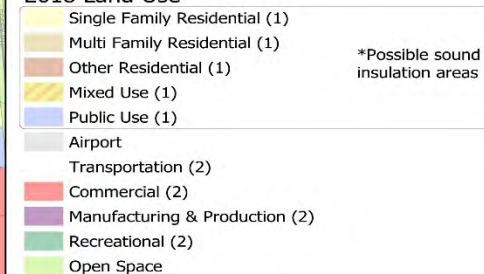 2018 Land Use
Single Family Residential (1)
Multi Family Residential (1)
Other Residential (1)
Mixed Use (1)
Public Use (1)
*Possible sound
insulation areas
Airport
Transportation (2)
Commercial (2)
Manufacturing & Production (2)
Recreational (2)
Open Space